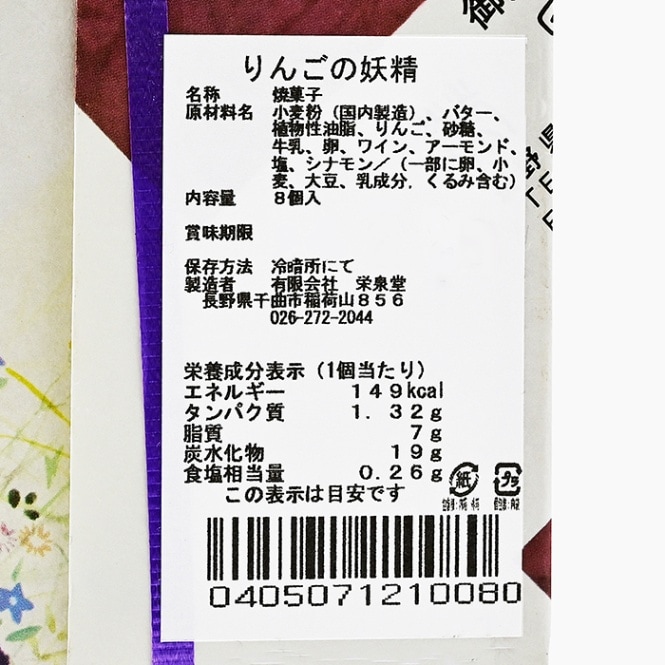 りんごの妖精
名称　焼菓子
原材料名　小麦粉（国内製造）、バター、
植物性油脂、りんご、砂糖、
牛乳、卵、ワイン、アーモンド、
塩、シナモン／（一部に卵、小
麦、大豆、乳成分，くるみ含む）
内容量　８個入
賞味期限
保存方法　冷暗所にて
製造者　有限会社　栄泉堂
長野県千曲市稲荷山８５６
026-272-2044
栄養成分表示（1個当たり）
エネルギー　１４９kcal
タンパク質　１．３２ｇ
脂質　７ｇ
炭水化物　１９ｇ
食塩相当量　０.２６ｇ
この表示は目安です
紙　プラ
0405071210080
御